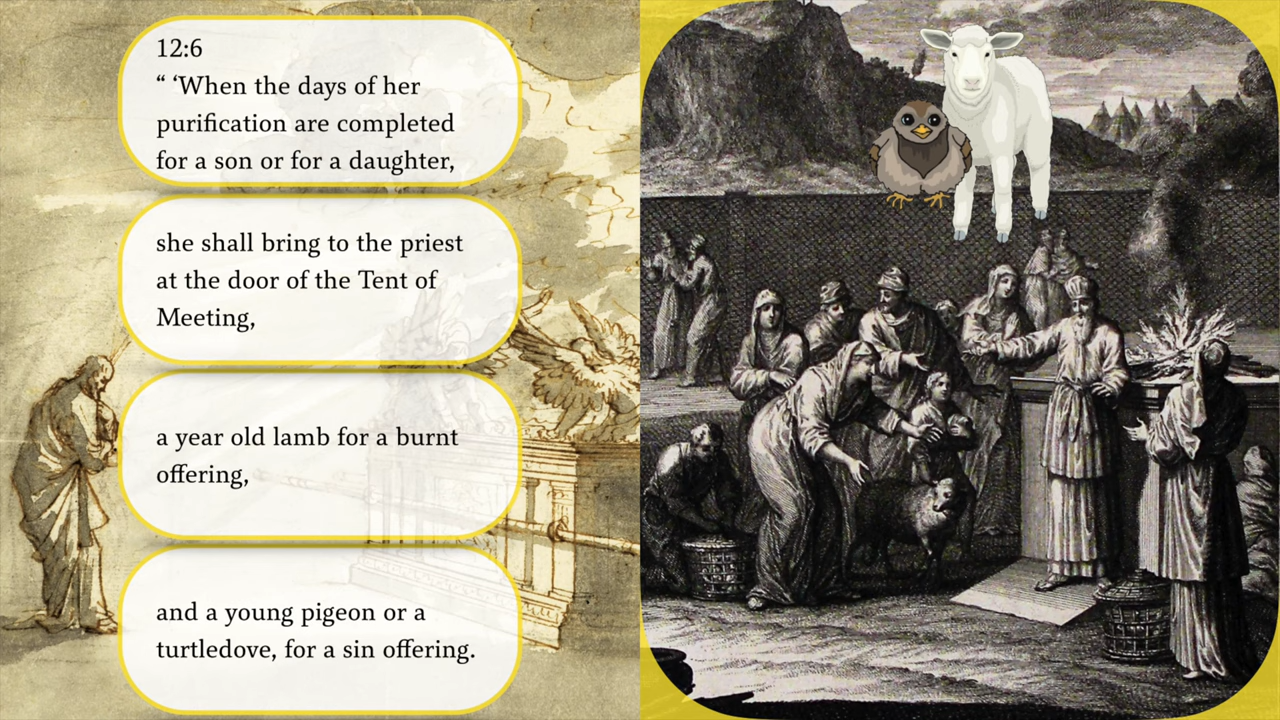 12:6
“ ‘When the days of her
purification are completed
for a son or for a daughter,
she shall bring to the priest
at the door of the Tent of
Meeting,
a year old lamb for a burnt
offering,
and a young pigeon or a
turtledove, for a sin offering.